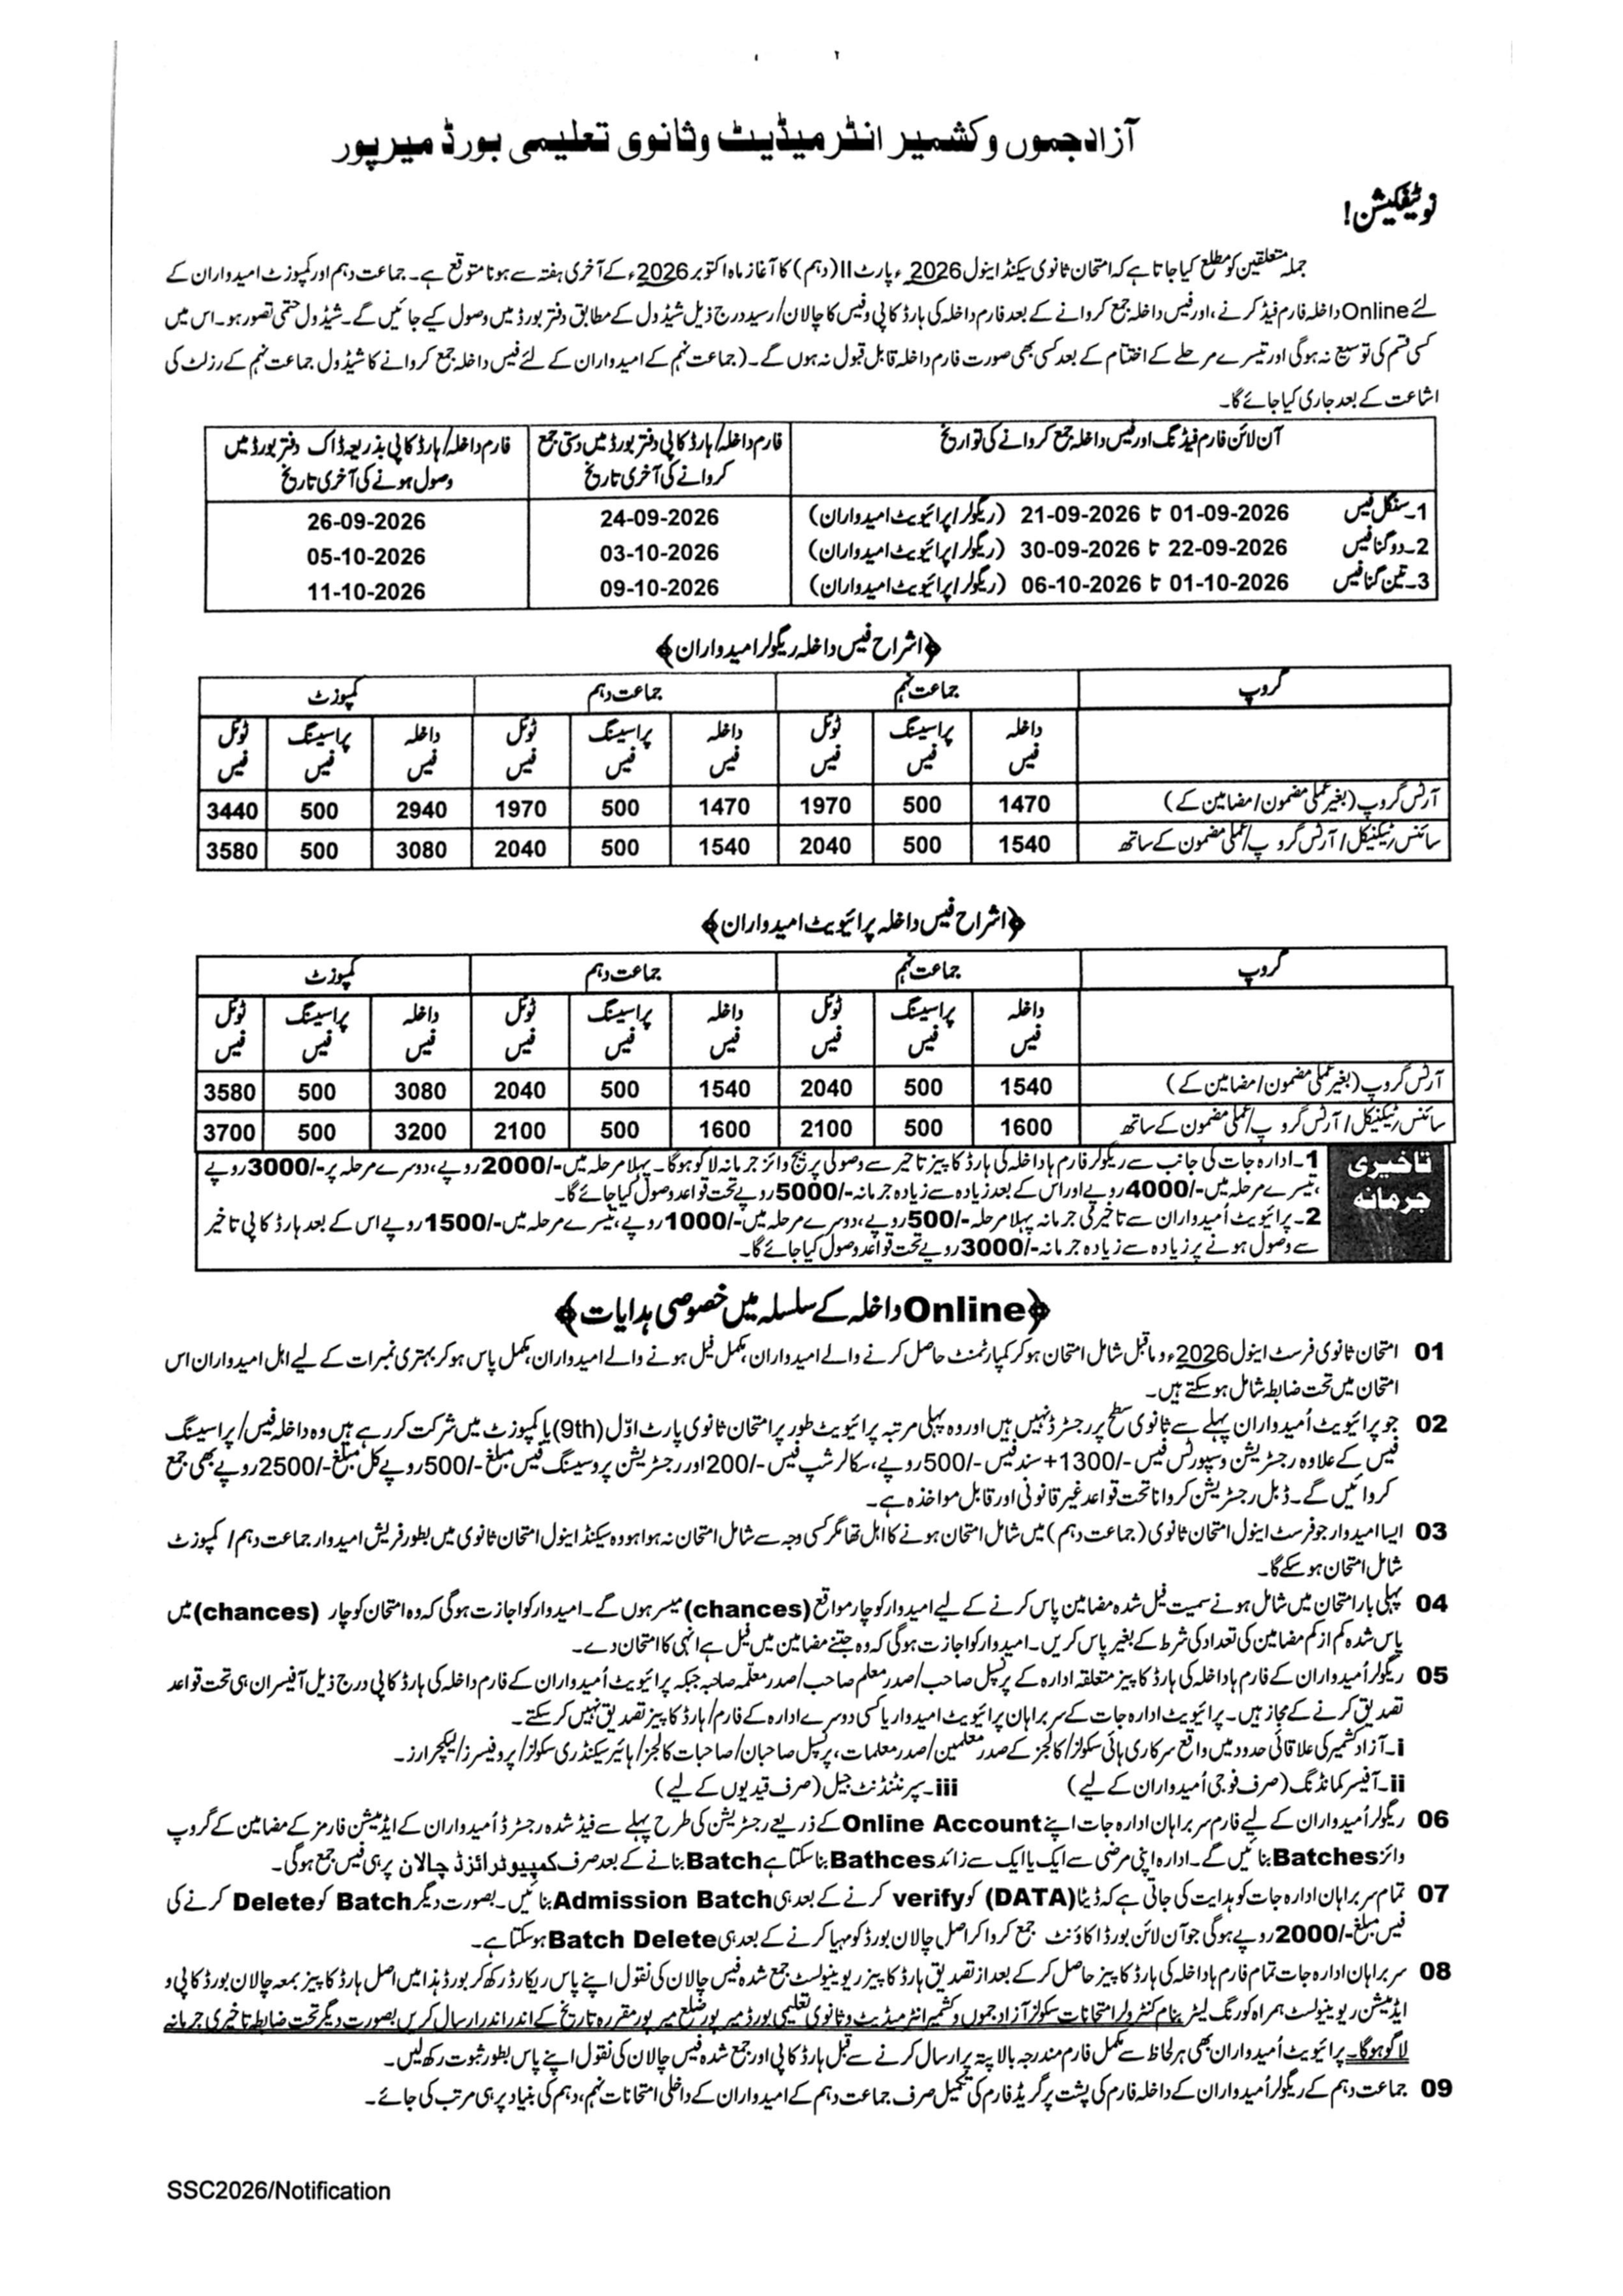 آزاد جموں و کشمیر انٹرمیڈیٹ و ثانوی تعلیمی بورڈ میرپور
نوٹیفکیشن!
جملہ متعلقین کو مطلع کیا جاتا ہے کہ امتحان ثانوی سیکنڈ اینول 2026ء پارٹ II (دہم) کا آغاز ماہ اکتوبر 2026ء کے آخری ہفتہ سے ہونا متوقع ہے۔ جماعت دہم اور کمپوزٹ امیدواران کے
لئے Online داخلہ فارم فیڈ کرنے، اور فیس داخلہ جمع کروانے کے بعد فارم داخلہ کی ہارڈ کاپی وفیس کا چالان/رسید درج ذیل شیڈول کے مطابق دفتر بورڈ میں وصول کیے جائیں گے۔ شیڈول حتمی تصور ہو۔ اس میں
کسی قسم کی توسیع نہ ہوگی اور تیسرے مرحلے کے اختتام کے بعد کسی بھی صورت فارم داخلہ قابل قبول نہ ہوں گے۔ (جماعت نہم کے امیدواران کے لئے فیس داخلہ جمع کروانے کا شیڈول جماعت نہم کے رزلٹ کی
اشاعت کے بعد جاری کیا جائے گا۔
آن لائن فارم فیڈنگ اور فیس داخلہ جمع کروانے کی تواریخ | فارم داخلہ/ہارڈ کاپی دفتر بورڈ میں دستی جمع کروانے کی آخری تاریخ | فارم داخلہ/ہارڈ کاپی بذریعہ ڈاک دفتر بورڈ میں وصول ہونے کی آخری تاریخ
1۔ سنگل فیس 01-09-2026 تا 21-09-2026 (ریگولر/پرائیویٹ امیدواران) | 24-09-2026 | 26-09-2026
2۔ دو گنا فیس 22-09-2026 تا 30-09-2026 (ریگولر/پرائیویٹ امیدواران) | 03-10-2026 | 05-10-2026
3۔ تین گنا فیس 01-10-2026 تا 06-10-2026 (ریگولر/پرائیویٹ امیدواران) | 09-10-2026 | 11-10-2026
﴿اشراح فیس داخلہ ریگولر امیدواران﴾
گروپ | جماعت نہم | جماعت دہم | کمپوزٹ
داخلہ فیس | پراسینگ فیس | ٹوٹل فیس | داخلہ فیس | پراسینگ فیس | ٹوٹل فیس | داخلہ فیس | پراسینگ فیس | ٹوٹل فیس
آرٹس گروپ (بغیر عملی مضمون/مضامین کے) | 1470 | 500 | 1970 | 1470 | 500 | 1970 | 2940 | 500 | 3440
سائنس/ٹیکنیکل/آرٹس گروپ/عملی مضمون کے ساتھ | 1540 | 500 | 2040 | 1540 | 500 | 2040 | 3080 | 500 | 3580
﴿اشراح فیس داخلہ پرائیویٹ امیدواران﴾
گروپ | جماعت نہم | جماعت دہم | کمپوزٹ
داخلہ فیس | پراسینگ فیس | ٹوٹل فیس | داخلہ فیس | پراسینگ فیس | ٹوٹل فیس | داخلہ فیس | پراسینگ فیس | ٹوٹل فیس
آرٹس گروپ (بغیر عملی مضمون/مضامین کے) | 1540 | 500 | 2040 | 1540 | 500 | 2040 | 3080 | 500 | 3580
سائنس/ٹیکنیکل/آرٹس گروپ/عملی مضمون کے ساتھ | 1600 | 500 | 2100 | 1600 | 500 | 2100 | 3200 | 500 | 3700
تاخیری جرمانہ
1۔ ادارہ جات کی جانب سے ریگولر فارم ہا داخلہ کی ہارڈ کاپیز تاخیر سے وصولی پر بیج وائز جرمانہ لاگو ہوگا۔ پہلا مرحلہ میں -/2000 روپے، دوسرے مرحلہ پر -/3000 روپے
تیسرے مرحلہ میں -/4000 روپے اور اس کے بعد زیادہ سے زیادہ جرمانہ -/5000 روپے تحت قواعد وصول کیا جائے گا۔
2۔ پرائیویٹ اُمیدواران سے تاخیر کی جرمانہ پہلا مرحلہ -/500 روپے، دوسرے مرحلہ میں -/1000 روپے، تیسرے مرحلہ میں -/1500 روپے اس کے بعد ہارڈ کاپی تاخیر
سے وصول ہونے پر زیادہ سے زیادہ جرمانہ -/3000 روپے تحت قواعد وصول کیا جائے گا۔
﴿Online داخلہ کے سلسلہ میں خصوصی ہدایات﴾
01 امتحان ثانوی فرسٹ اینول 2026ء و ماقبل شامل امتحان ہو کر کمپارٹمنٹ حاصل کرنے والے امیدواران، مکمل فیل ہونے والے امیدواران، مکمل پاس ہو کر بہتری نمبرات کے لیے اہل امیدواران اس
امتحان میں تحت ضابطہ شامل ہو سکتے ہیں۔
02 جو پرائیویٹ اُمیدواران پہلے سے ثانوی سطح پر رجسٹرڈ نہیں ہیں اور وہ پہلی مرتبہ پرائیویٹ طور پر امتحان ثانوی پارٹ اوّل (9th) یا کمپوزٹ میں شرکت کر رہے ہیں وہ داخلہ فیس/پراسینگ
فیس کے علاوہ رجسٹریشن و سپورٹس فیس -/1300+سند فیس -/500 روپے، سکالرشپ فیس -/200 اور رجسٹریشن پروسیسنگ فیس مبلغ -/500 روپے کل مبلغ -/2500 روپے بھی جمع
کروائیں گے۔ ڈبل رجسٹریشن کروانا تحت قواعد غیر قانونی اور قابل مواخذہ ہے۔
03 ایسا امیدوار جو فرسٹ اینول امتحان ثانوی (جماعت دہم) میں شامل امتحان ہونے کا اہل تھا مگر کسی وجہ سے شامل امتحان نہ ہوا ہو وہ سیکنڈ اینول امتحان ثانوی میں بطور فریش امیدوار جماعت دہم/کمپوزٹ
شامل امتحان ہو سکے گا۔
04 پہلی بار امتحان میں شامل ہونے سمیت فیل شدہ مضامین پاس کرنے کے لیے امیدوار کو چار مواقع (chances) میسر ہوں گے۔ امیدوار کو اجازت ہوگی کہ وہ امتحان کو چار (chances) میں
پاس شدہ کم از کم مضامین کی تعداد کی شرط کے بغیر پاس کریں۔ امیدوار کو اجازت ہوگی کہ وہ جتنے مضامین میں فیل ہے انہی کا امتحان دے۔
05 ریگولر اُمیدواران کے فارم ہا داخلہ کی ہارڈ کاپیز متعلقہ ادارہ کے پرنسپل صاحب/صدر معلم صاحب/صدر معلّمہ صاحبہ جبکہ پرائیویٹ اُمیدواران کے فارم داخلہ کی ہارڈ کاپی درج ذیل آفیسران ہی تحت قواعد
تصدیق کرنے کے مجاز ہیں۔ پرائیویٹ ادارہ جات کے سربراہان پرائیویٹ امیدوار یا کسی دوسرے ادارہ کے فارم/ہارڈ کاپیز تصدیق نہیں کر سکتے۔
i۔ آزاد کشمیر کی علاقائی حدود میں واقع سرکاری ہائی سکولز/کالجز کے صدر معلمین/صدر معلمات، پرنسپل صاحبان/صاحبات کالجز/ہائیر سیکنڈری سکولز/پروفیسرز/لیکچرارز۔
ii۔ آفیسر کمانڈنگ (صرف فوجی اُمیدواران کے لیے) iii۔ سپرنٹنڈنٹ جیل (صرف قیدیوں کے لیے)
06 ریگولر اُمیدواران کے لیے فارم سربراہان ادارہ جات اپنے Online Account کے ذریعے رجسٹریشن کی طرح پہلے سے فیڈ شدہ رجسٹرڈ اُمیدواران کے ایڈمیشن فارمز کے مضامین کے گروپ
وائز Batches بنائیں گے۔ ادارہ اپنی مرضی سے ایک یا ایک سے زائد Bathces بنا سکتا ہے Batch بنانے کے بعد صرف کمپیوٹرائزڈ چالان پر ہی فیس جمع ہوگی۔
07 تمام سربراہان ادارہ جات کو ہدایت کی جاتی ہے کہ ڈیٹا (DATA) کو verify کرنے کے بعد ہی Admission Batch بنائیں۔ بصورت دیگر Batch کو Delete کرنے کی
فیس مبلغ -/2000 روپے ہوگی جو آن لائن بورڈ اکاؤنٹ جمع کروا کر اصل چالان بورڈ کو مہیا کرنے کے بعد ہی Batch Delete ہو سکتا ہے۔
08 سربراہان ادارہ جات تمام فارم ہا داخلہ کی ہارڈ کاپیز حاصل کر کے بعد از تصدیق ہارڈ کاپیز ریوینیولسٹ جمع شدہ فیس چالان کی نقول اپنے پاس ریکارڈ رکھ کر بورڈ ہذا میں اصل ہارڈ کاپیز بمعہ چالان بورڈ کاپی و
ایڈمیشن ریوینیولسٹ ہمراہ کورنگ لیٹر بنام کنٹرولر امتحانات سکولز آزاد جموں و کشمیر انٹرمیڈیٹ و ثانوی تعلیمی بورڈ میرپور ضلع میرپور مقررہ تاریخ کے اندر اندر ارسال کریں بصورت دیگر تحت ضابطہ تاخیری جرمانہ
لاگو ہوگا۔ پرائیویٹ اُمیدواران بھی ہر لحاظ سے مکمل فارم مندرجہ بالا پتہ پر ارسال کرنے سے قبل ہارڈ کاپی اور جمع شدہ فیس چالان کی نقول اپنے پاس بطور ثبوت رکھ لیں۔
09 جماعت دہم کے ریگولر اُمیدواران کے داخلہ فارم کی پشت پر گریڈ فارم کی تکمیل صرف جماعت دہم کے امیدواران کے داخلی امتحانات نہم، دہم کی بنیاد پر ہی مرتب کی جائے۔
SSC2026/Notification